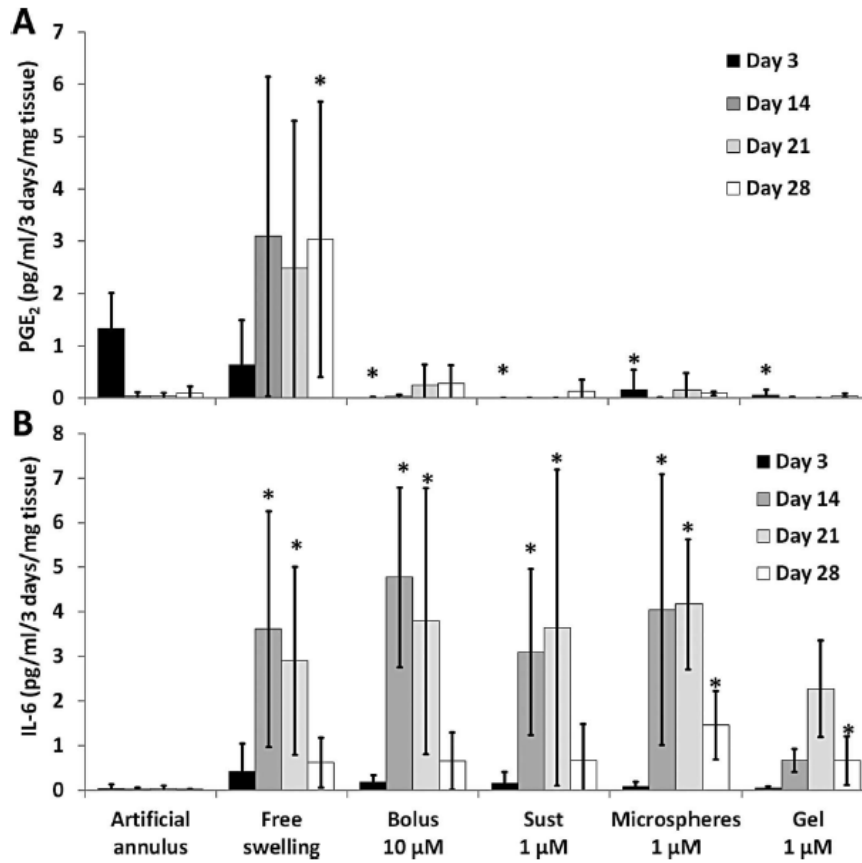 A
7
6
5
4
3
2
1
0
PGE₂ (pg/ml/3 days/mg tissue)
Day 3
Day 14
Day 21
Day 28
*
*
*
*
*
B
8
7
6
5
4
3
2
1
0
IL-6 (pg/ml/3 days/mg tissue)
Day 3
Day 14
Day 21
Day 28
*
*
*
*
*
*
*
*
*
*
Artificial
annulus
Free
swelling
Bolus
10 µM
Sust
1 µM
Microspheres
1 µM
Gel
1 µM